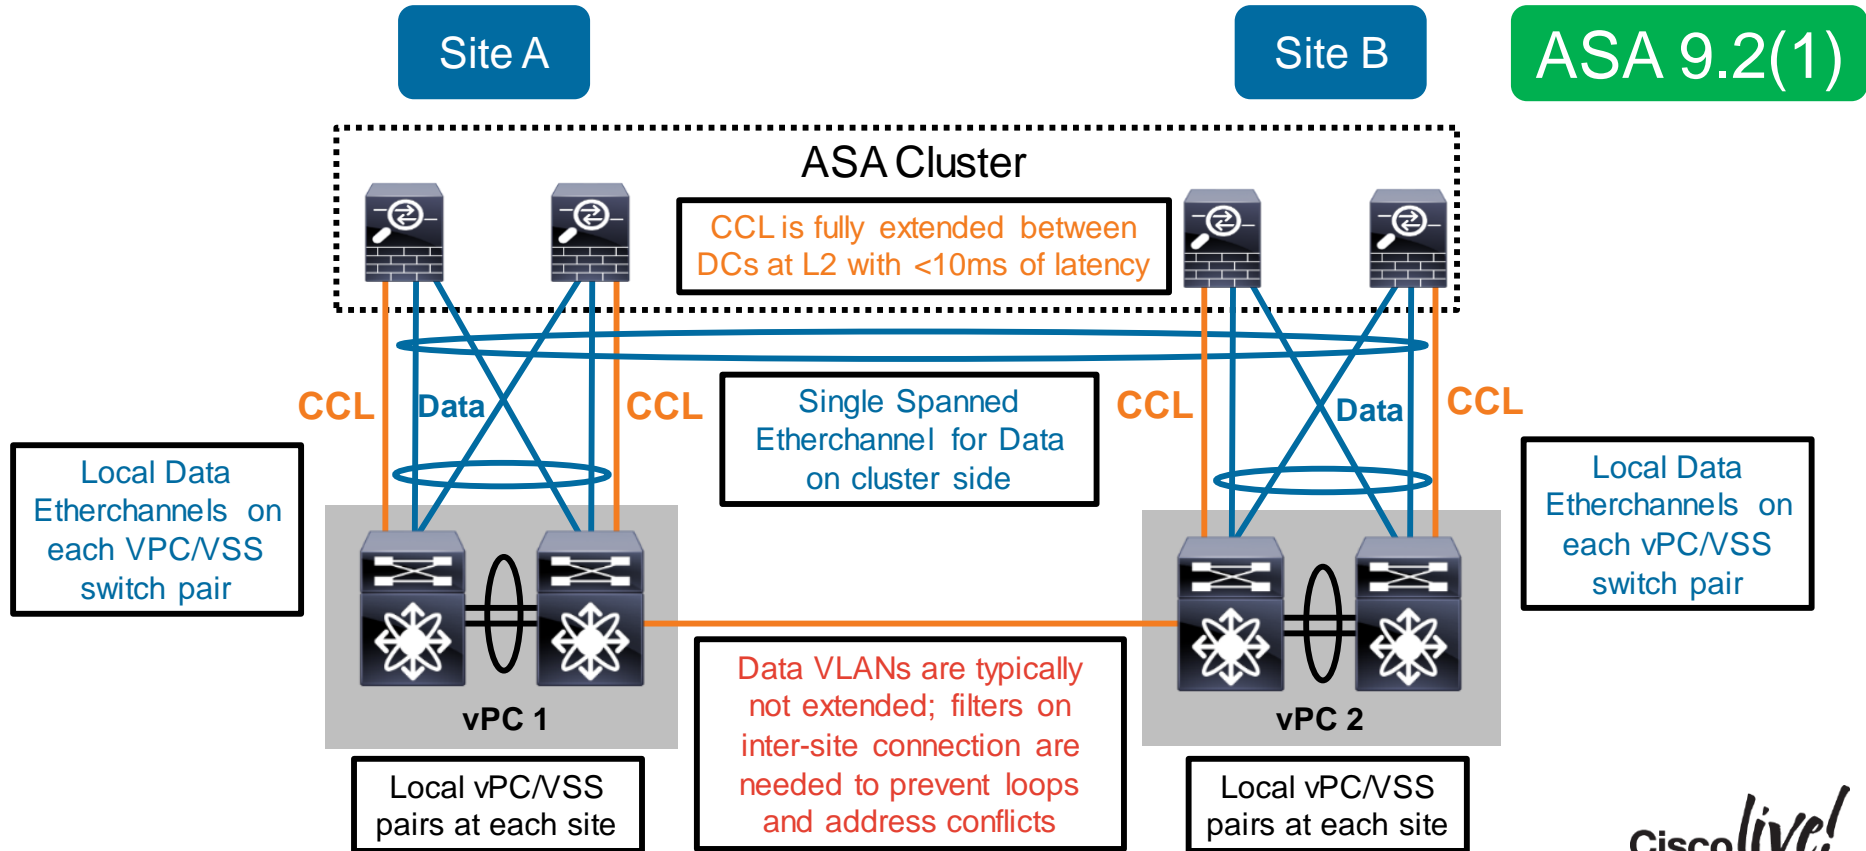 Site A
Site B
ASA 9.2(1)
ASA Cluster
CCL is fully extended between
DCs at L2 with <10ms of latency
CCL
Data
CCL
Single Spanned
Etherchannel for Data
on cluster side
CCL
Data
CCL
Local Data
Etherchannels on
each VPC/VSS
switch pair
Local Data
Etherchannels on
each vPC/VSS
switch pair
vPC 1
Data VLANs are typically
not extended; filters on
inter-site connection are
needed to prevent loops
and address conflicts
vPC 2
Local vPC/VSS
pairs at each site
Local vPC/VSS
pairs at each site
Cisco live!